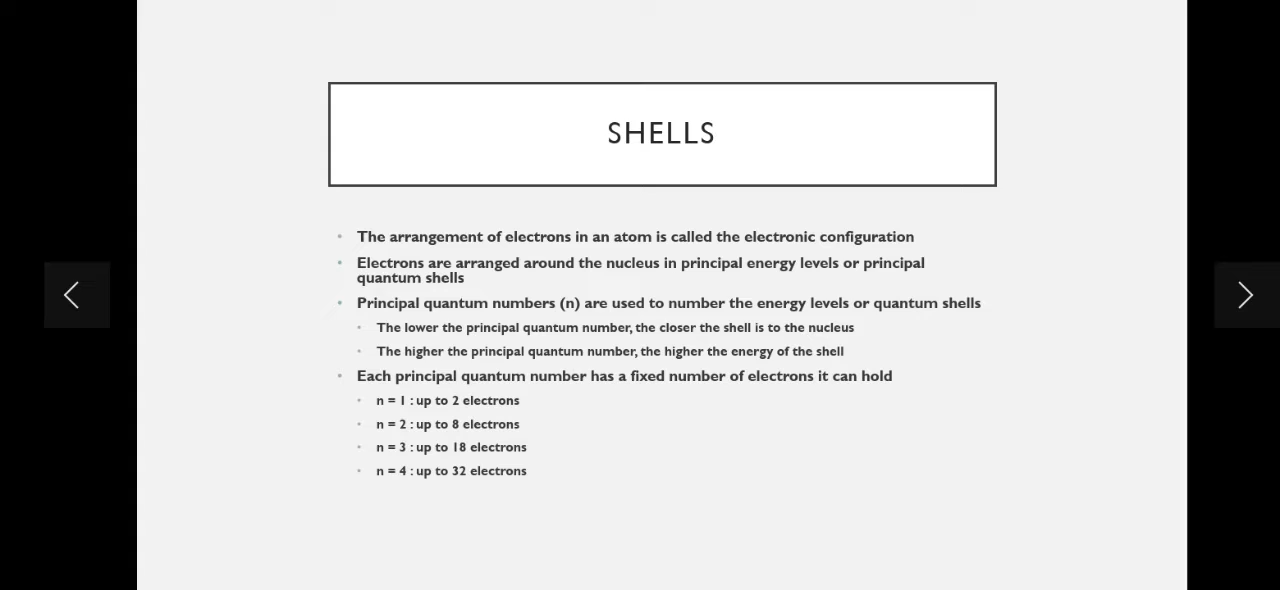 SHELLS
The arrangement of electrons in an atom is called the electronic configuration
Electrons are arranged around the nucleus in principal energy levels or principal
quantum shells
Principal quantum numbers (n) are used to number the energy levels or quantum shells
The lower the principal quantum number, the closer the shell is to the nucleus
The higher the principal quantum number, the higher the energy of the shell
Each principal quantum number has a fixed number of electrons it can hold
n = 1 : up to 2 electrons
n = 2 : up to 8 electrons
n = 3 : up to 18 electrons
n = 4 : up to 32 electrons